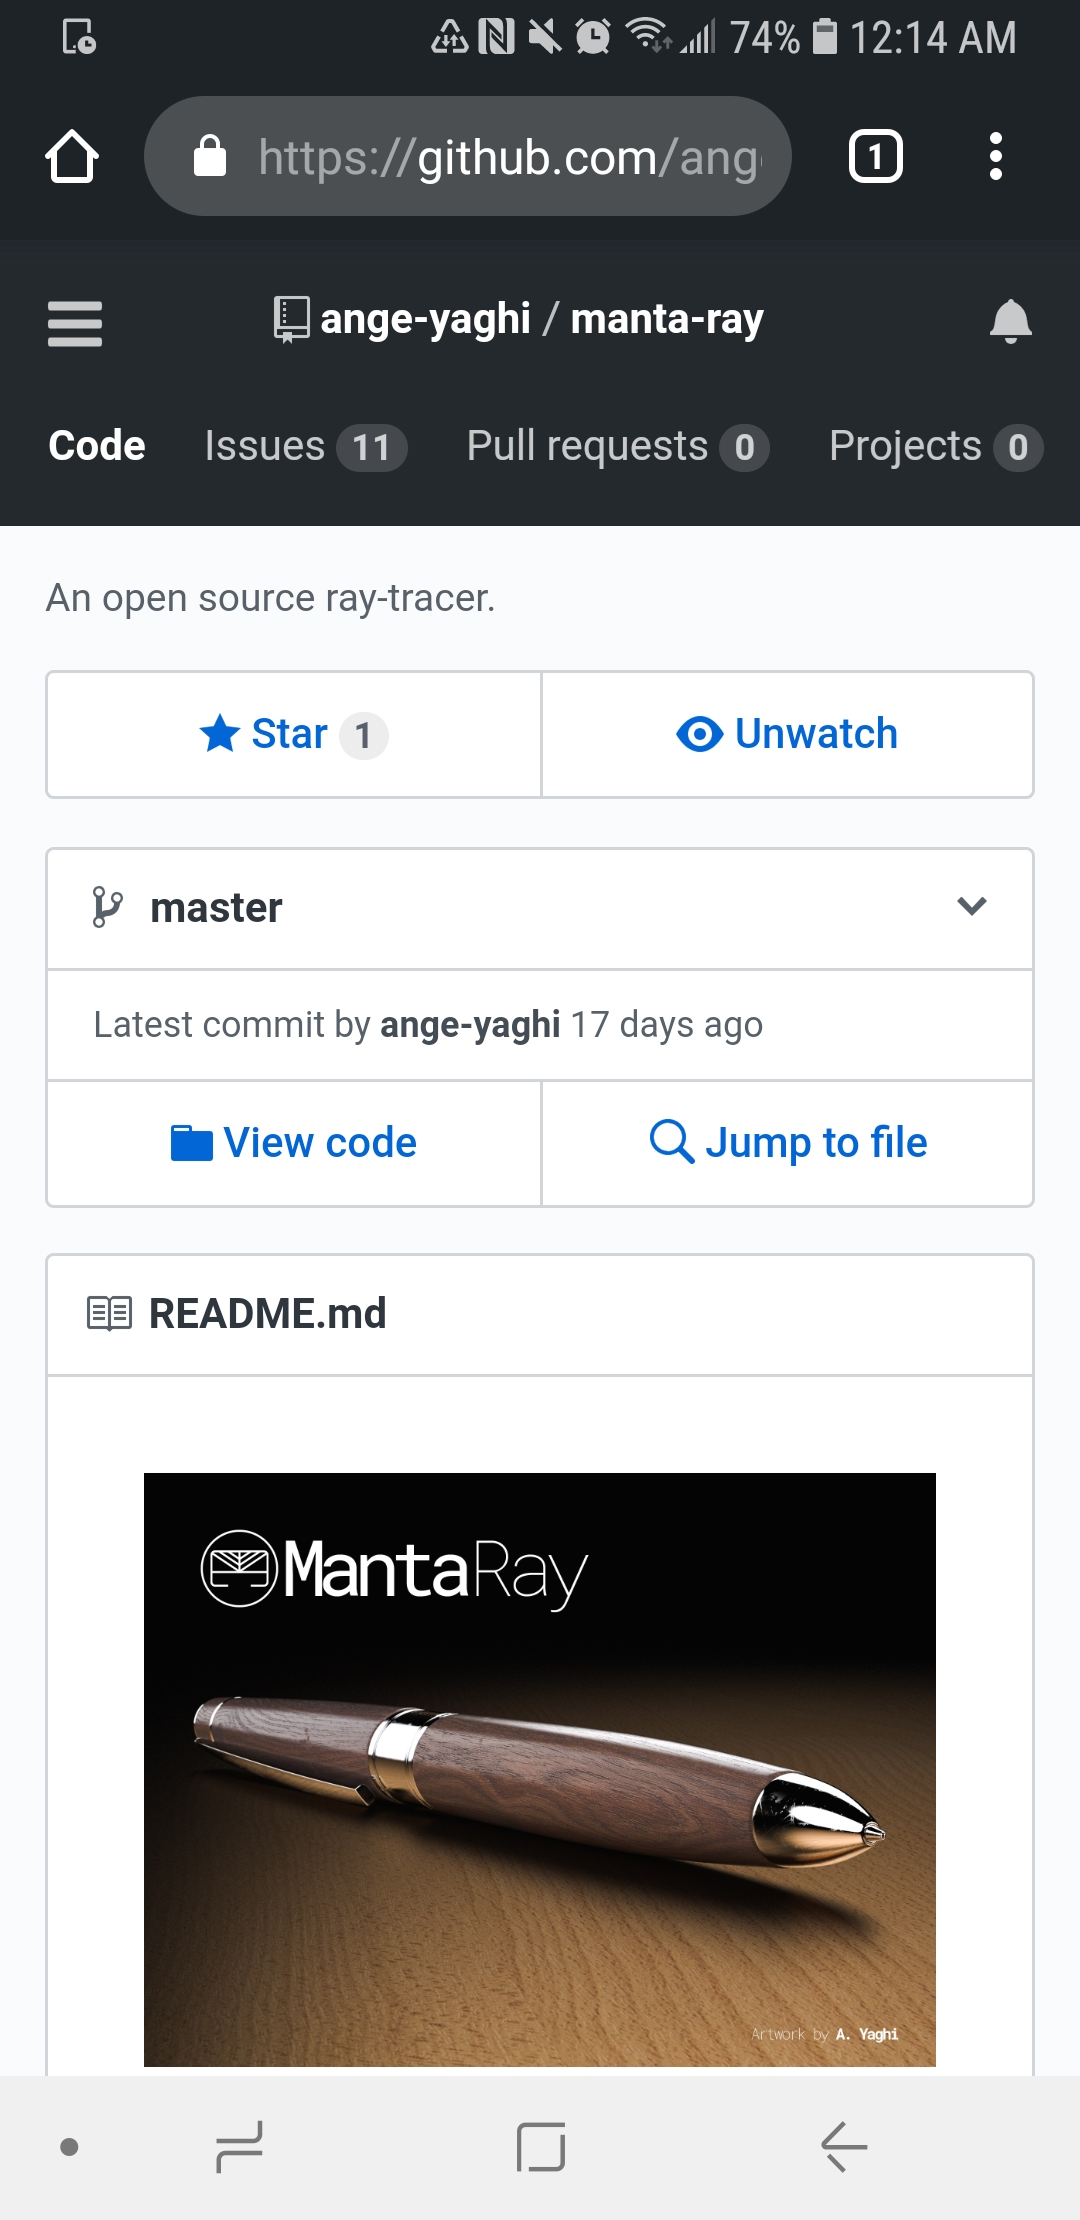 74% 12:14 AM
https://github.com/ang
1
ange-yaghi / manta-ray
Code Issues 11 Pull requests 0 Projects 0
An open source ray-tracer.
Star 1
Unwatch
master
Latest commit by ange-yaghi 17 days ago
View code
Jump to file
README.md
MantaRay
Artwork by A. Yaghi